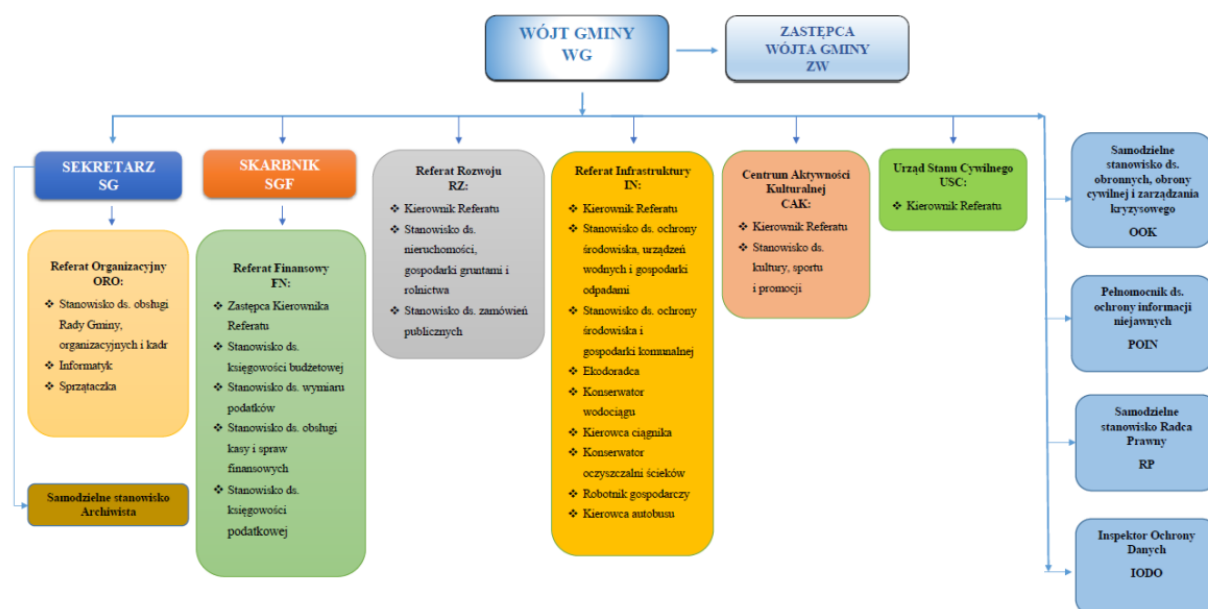 WÓJT GMINY
WG
ZASTĘPCA
WÓJTA GMINY
ZW
SEKRETARZ
SG
SKARBNIK
SGF
Referat Rozwoju
RZ:
❖ Kierownik Referatu
❖ Stanowisko ds.
nieruchomości,
gospodarki gruntami i
rolnictwa
❖ Stanowisko ds. zamówień
publicznych
Referat Infrastruktury
IN:
❖ Kierownik Referatu
❖ Stanowisko ds. ochrony
środowiska, urządzeń
wodnych i gospodarki
odpadami
❖ Stanowisko ds. ochrony
środowiska i
gospodarki komunalnej
❖ Ekodoradca
❖ Konserwator
wodociągu
❖ Kierowca ciągnika
❖ Konserwator
oczyszczalni ścieków
❖ Robotnik gospodarczy
❖ Kierowca autobusu
Centrum Aktywności
Kulturalnej
CAK:
❖ Kierownik Referatu
❖ Stanowisko ds.
kultury, sportu
i promocji
Urząd Stanu Cywilnego
USC:
❖ Kierownik Referatu
Samodzielne
stanowisko ds.
obronnych, obrony
cywilnej i zarządzania
kryzysowego
OOK
Referat Organizacyjny
ORO:
❖ Stanowisko ds. obsługi
Rady Gminy,
organizacyjnych i kadr
❖ Informatyk
❖ Sprzątaczka
Referat Finansowy
FN:
❖ Zastępca Kierownika
Referatu
❖ Stanowisko ds.
księgowości budżetowej
❖ Stanowisko ds. wymiaru
podatków
❖ Stanowisko ds. obsługi
kasy i spraw
finansowych
❖ Stanowisko ds.
księgowości
podatkowej
Pełnomocnik ds.
ochrony informacji
niejawnych
POIN
Samodzielne
stanowisko Radca
Prawny
RP
Samodzielne stanowisko
Archiwista
Inspektor Ochrony
Danych
IODO